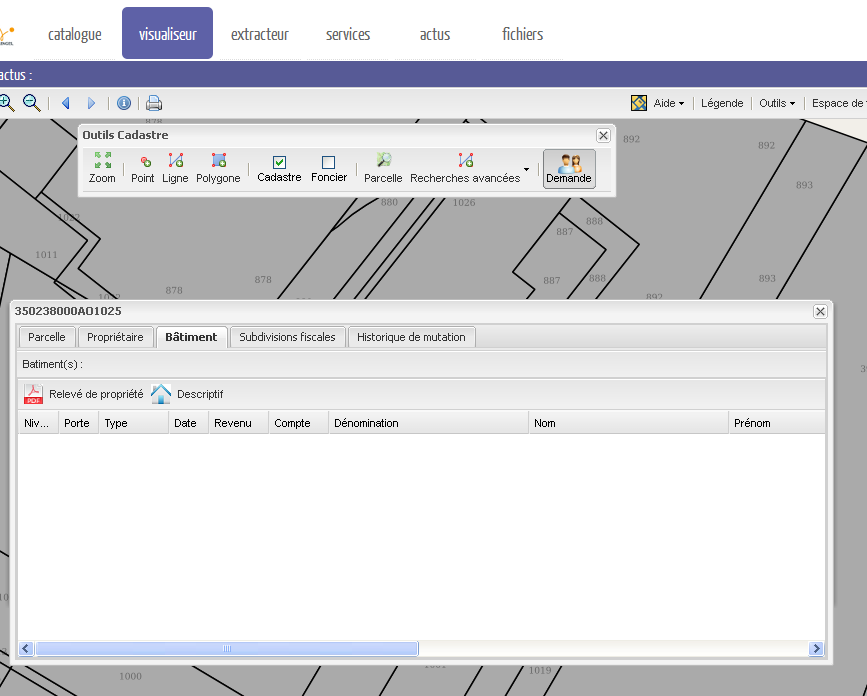 catalogue visualiseur extracteur services actus fichiers
actus :
Aide Légende Outils Espace de
Outils Cadastre
Zoom Point Ligne Polygone Cadastre Foncier Parcelle Recherches avancées Demande
892
892
893
880
1026
888
887
1011
878
878
887
888
893
892
350238000AO1025
Parcelle Propriétaire Bâtiment Subdivisions fiscales Historique de mutation
Batiment(s) :
PDF Relevé de propriété Descriptif
Niv... Porte Type Date Revenu Compte Dénomination Nom Prénom
1000
1019